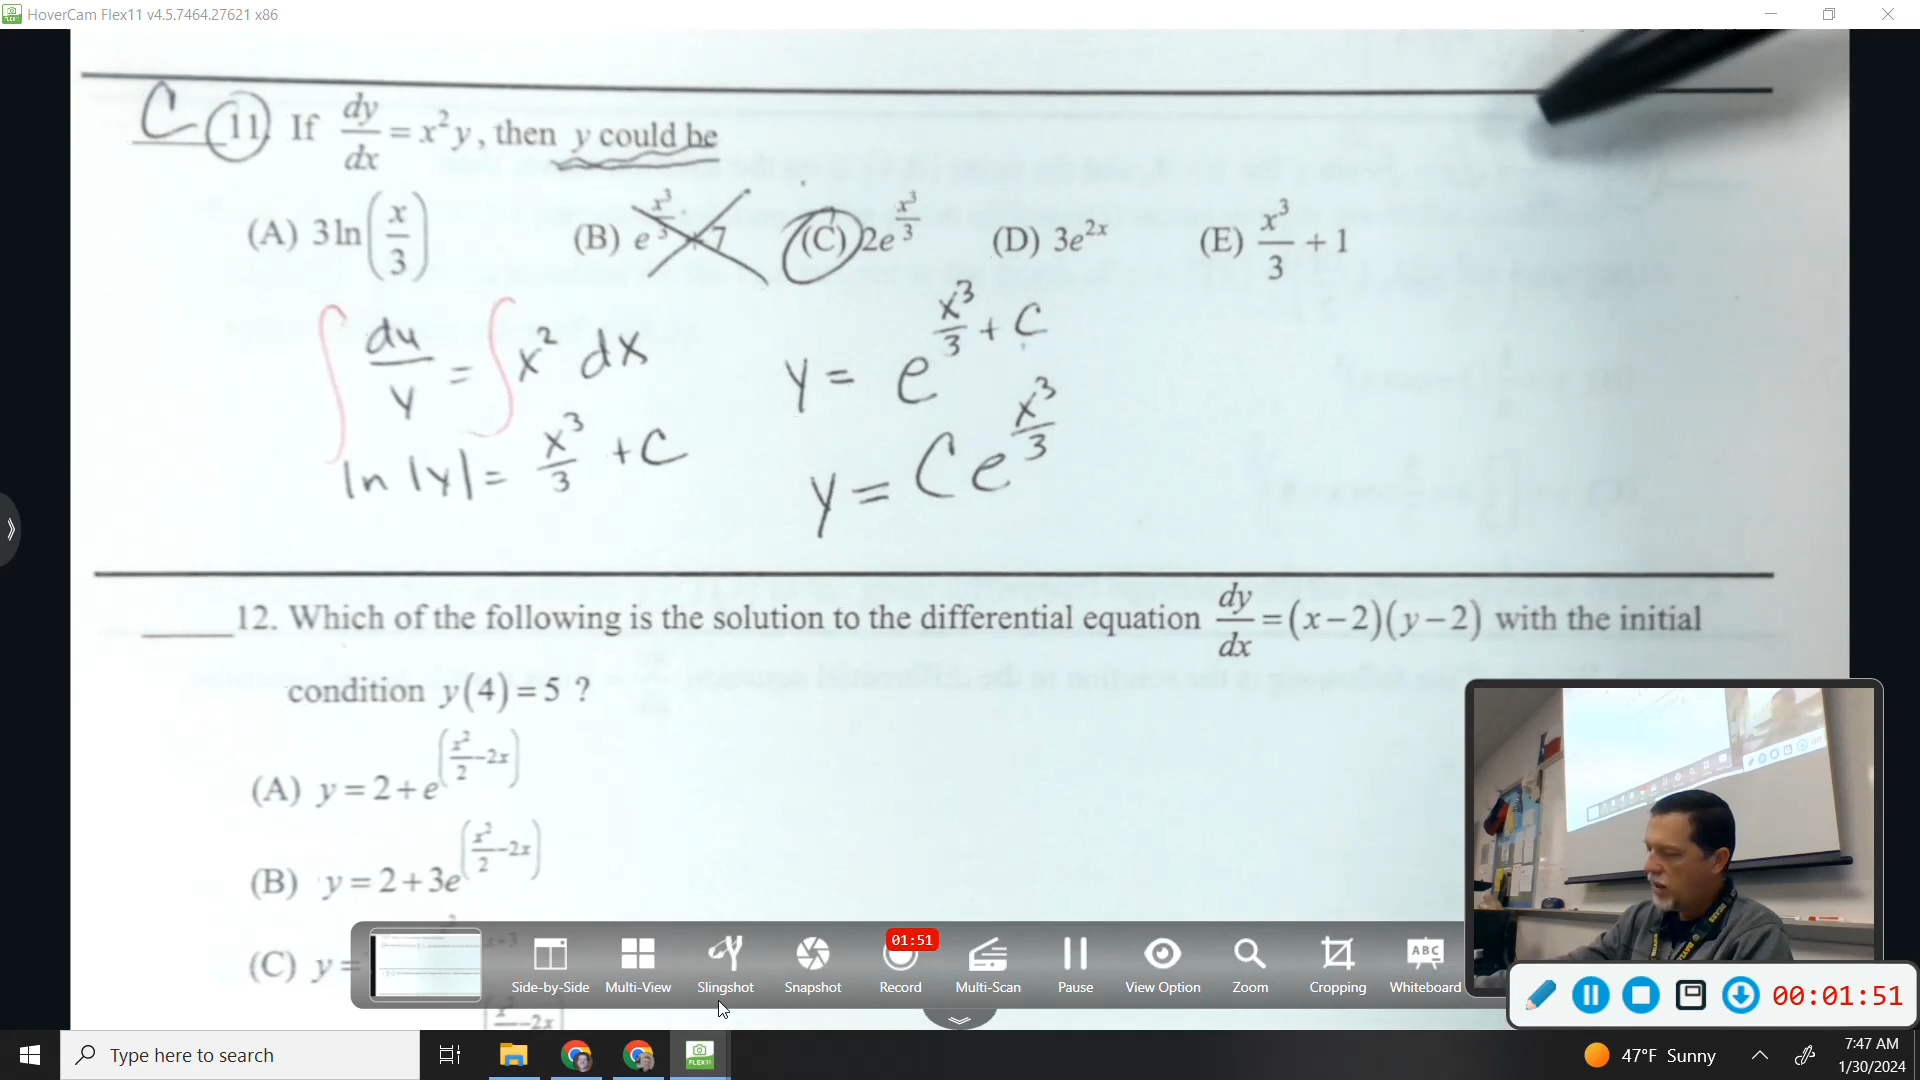 HoverCam Flex11 v4.5.7464.27621 x86
C 11. If dy/dx = x²y, then y could be
(A) 3 ln(x/3) (B) e^(x³/3) + 7 (C) 2e^(x³/3) (D) 3e^(2x) (E) x³/3 + 1
∫ dy/y = ∫ x² dx
ln |y| = x³/3 + C
y = e^(x³/3 + C)
y = Ce^(x³/3)
12. Which of the following is the solution to the differential equation dy/dx = (x−2)(y−2) with the initial
condition y(4) = 5 ?
(A) y = 2 + e^(x²/2 − 2x)
(B) y = 2 + 3e^(x²/2 − 2x)
(C) y =
01:51
Side-by-Side Multi-View Slingshot Snapshot Record Multi-Scan Pause View Option Zoom Cropping Whiteboard
ABC
00:01:51
Type here to search
FLEX11
47°F Sunny
7:47 AM
1/30/2024